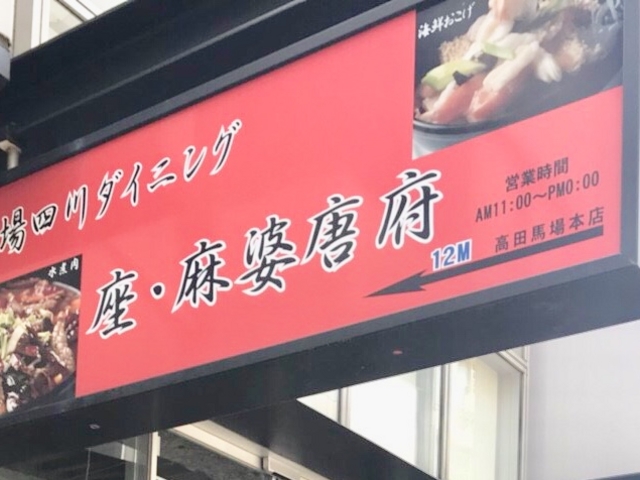 海鮮おこげ
場四川ダイニング
座・麻婆唐府
営業時間
AM11:00〜PM0:00
12M
高田馬場本店
水煮肉